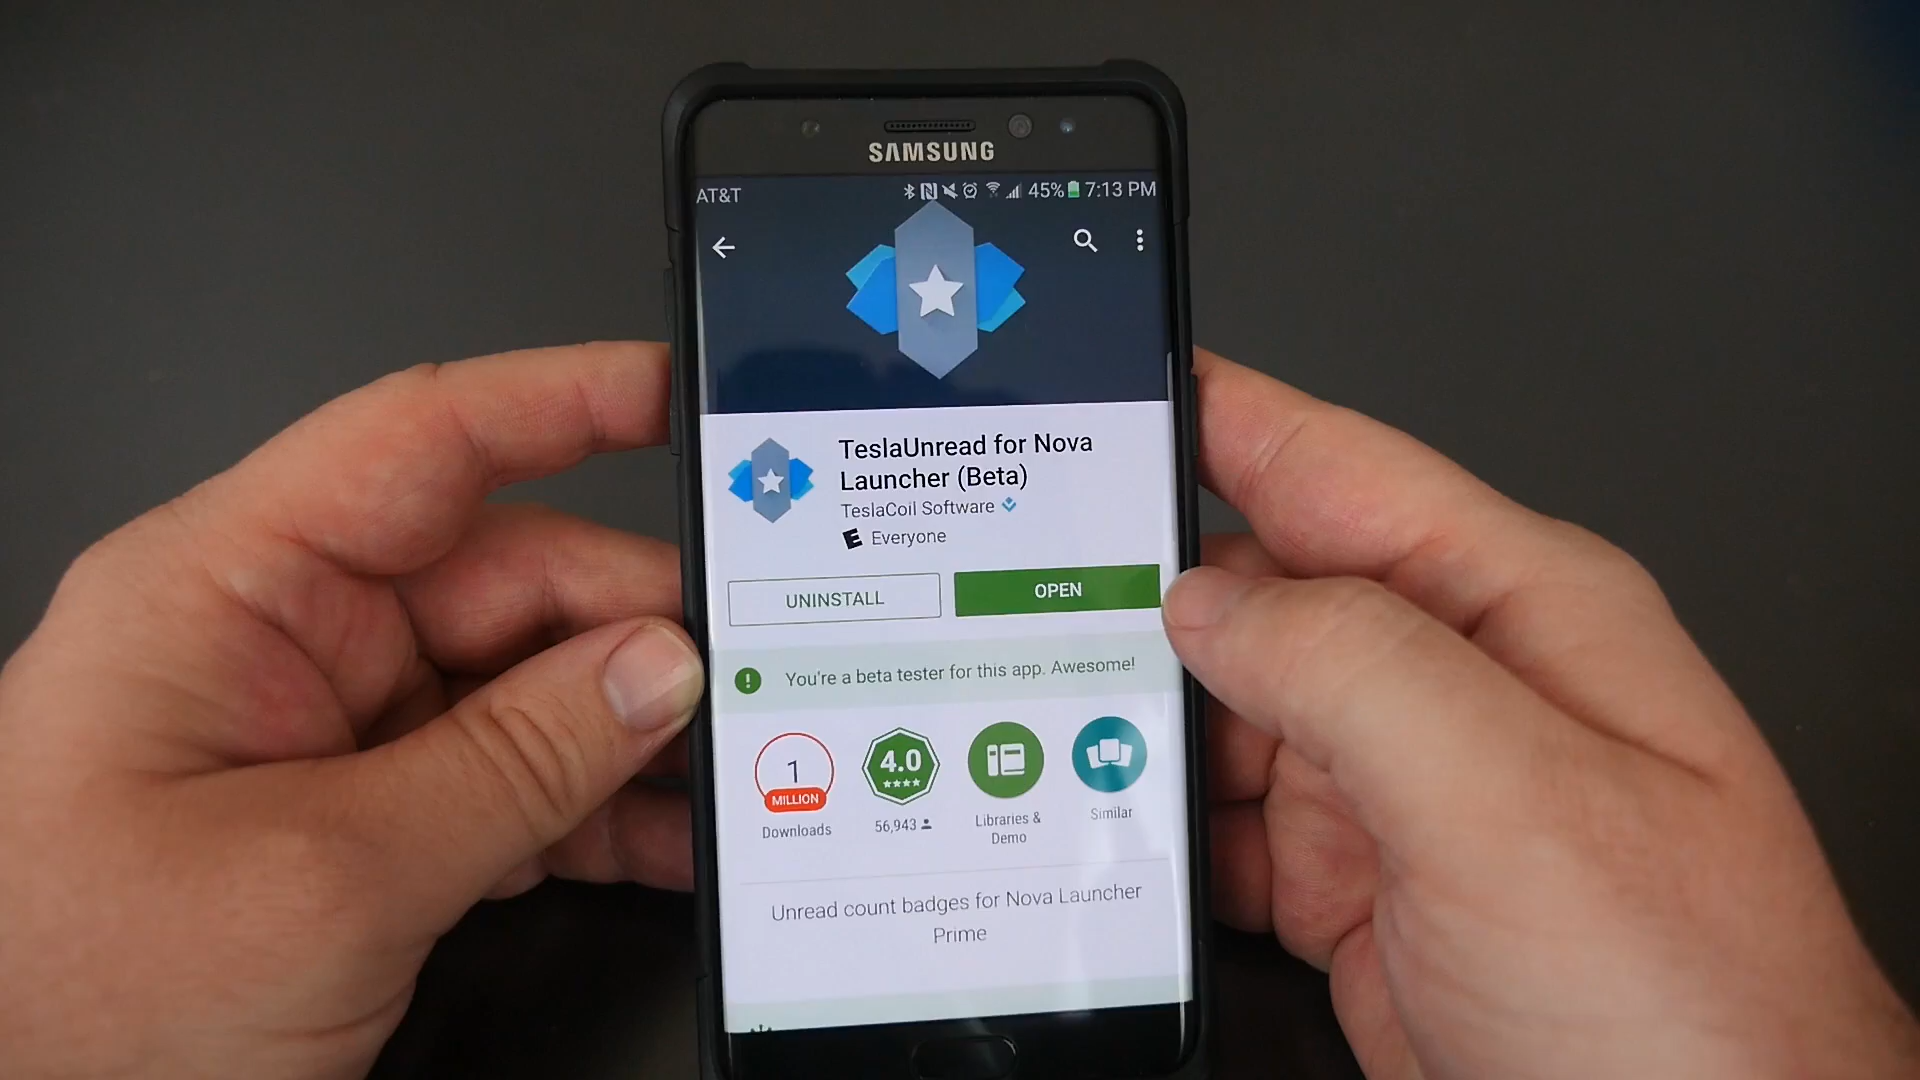 SAMSUNG
AT&T 45% 7:13 PM
TeslaUnread for Nova
Launcher (Beta)
TeslaCoil Software
E Everyone
UNINSTALL OPEN
! You're a beta tester for this app. Awesome!
1
MILLION
4.0
Downloads
56,943
Libraries &
Demo
Similar
Unread count badges for Nova Launcher
Prime